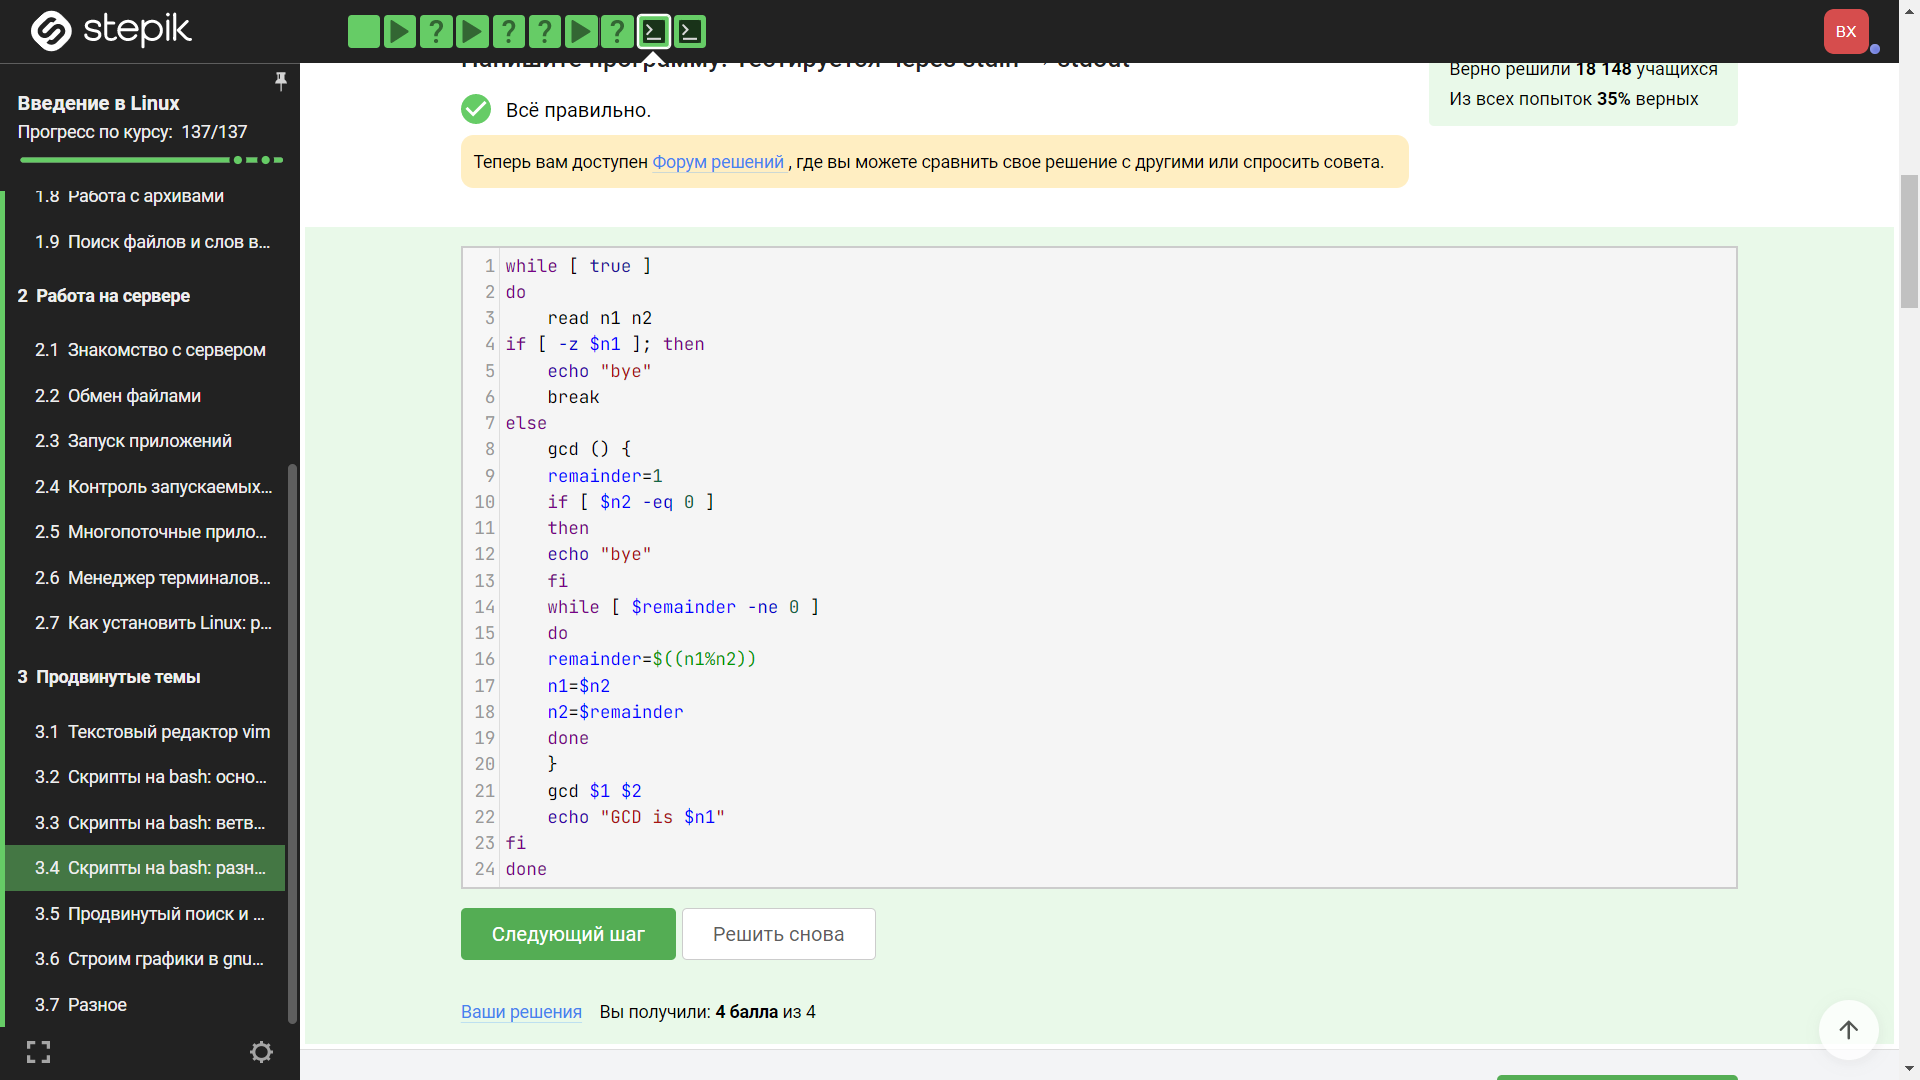 stepik
BX
Введение в Linux
Прогресс по курсу: 137/137
1.8 Работа с архивами
1.9 Поиск файлов и слов в...
2 Работа на сервере
2.1 Знакомство с сервером
2.2 Обмен файлами
2.3 Запуск приложений
2.4 Контроль запускаемых...
2.5 Многопоточные прило...
2.6 Менеджер терминалов...
2.7 Как установить Linux: р...
3 Продвинутые темы
3.1 Текстовый редактор vim
3.2 Скрипты на bash: осно...
3.3 Скрипты на bash: ветв...
3.4 Скрипты на bash: разн...
3.5 Продвинутый поиск и ...
3.6 Строим графики в gnu...
3.7 Разное
Напишите программу. Тестируется через stdin → stdout
Верно решили 18 148 учащихся
Из всех попыток 35% верных
Всё правильно.
Теперь вам доступен Форум решений , где вы можете сравнить свое решение с другими или спросить совета.
1 while [ true ]
2 do
3     read n1 n2
4 if [ -z $n1 ]; then
5     echo "bye"
6     break
7 else
8     gcd () {
9     remainder=1
10     if [ $n2 -eq 0 ]
11     then
12     echo "bye"
13     fi
14     while [ $remainder -ne 0 ]
15     do
16     remainder=$((n1%n2))
17     n1=$n2
18     n2=$remainder
19     done
20     }
21     gcd $1 $2
22     echo "GCD is $n1"
23 fi
24 done
Следующий шаг
Решить снова
Ваши решения Вы получили: 4 балла из 4